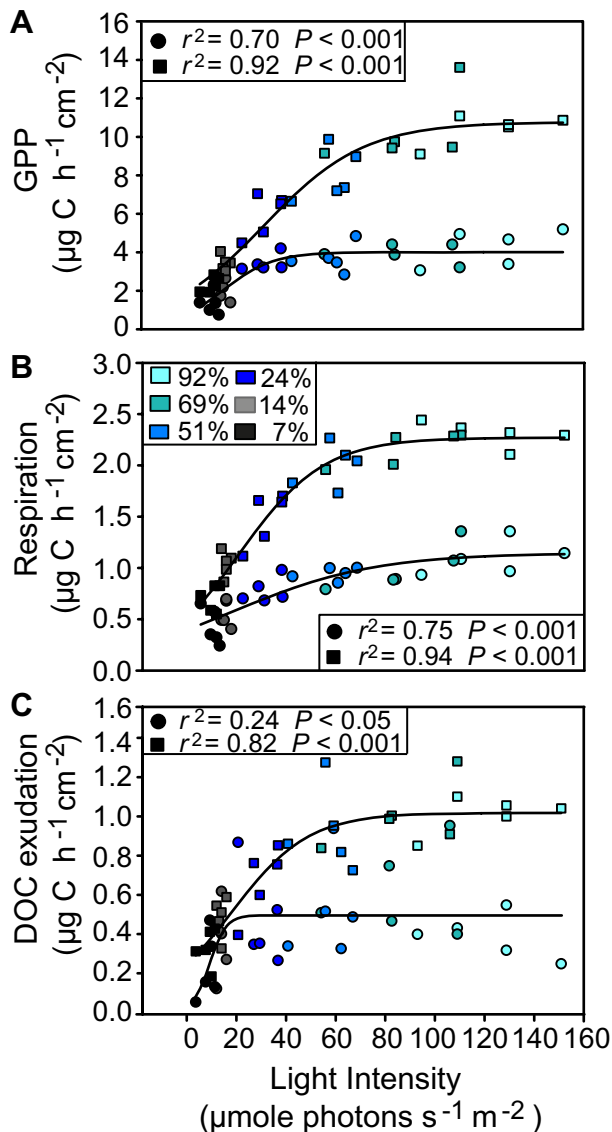 A
r² = 0.70 P < 0.001
r² = 0.92 P < 0.001
GPP
(µg C h⁻¹ cm⁻²)
16
14
12
10
8
6
4
2
0
B
92% 24%
69% 14%
51% 7%
Respiration
(µg C h⁻¹ cm⁻²)
3.0
2.5
2.0
1.5
1.0
0.5
0.0
r² = 0.75 P < 0.001
r² = 0.94 P < 0.001
C
r² = 0.24 P < 0.05
r² = 0.82 P < 0.001
DOC exudation
(µg C h⁻¹ cm⁻²)
1.6
1.4
1.2
1.0
0.8
0.6
0.4
0.2
0.0
0 20 40 60 80 100 120 140 160
Light Intensity
(µmole photons s⁻¹ m⁻²)